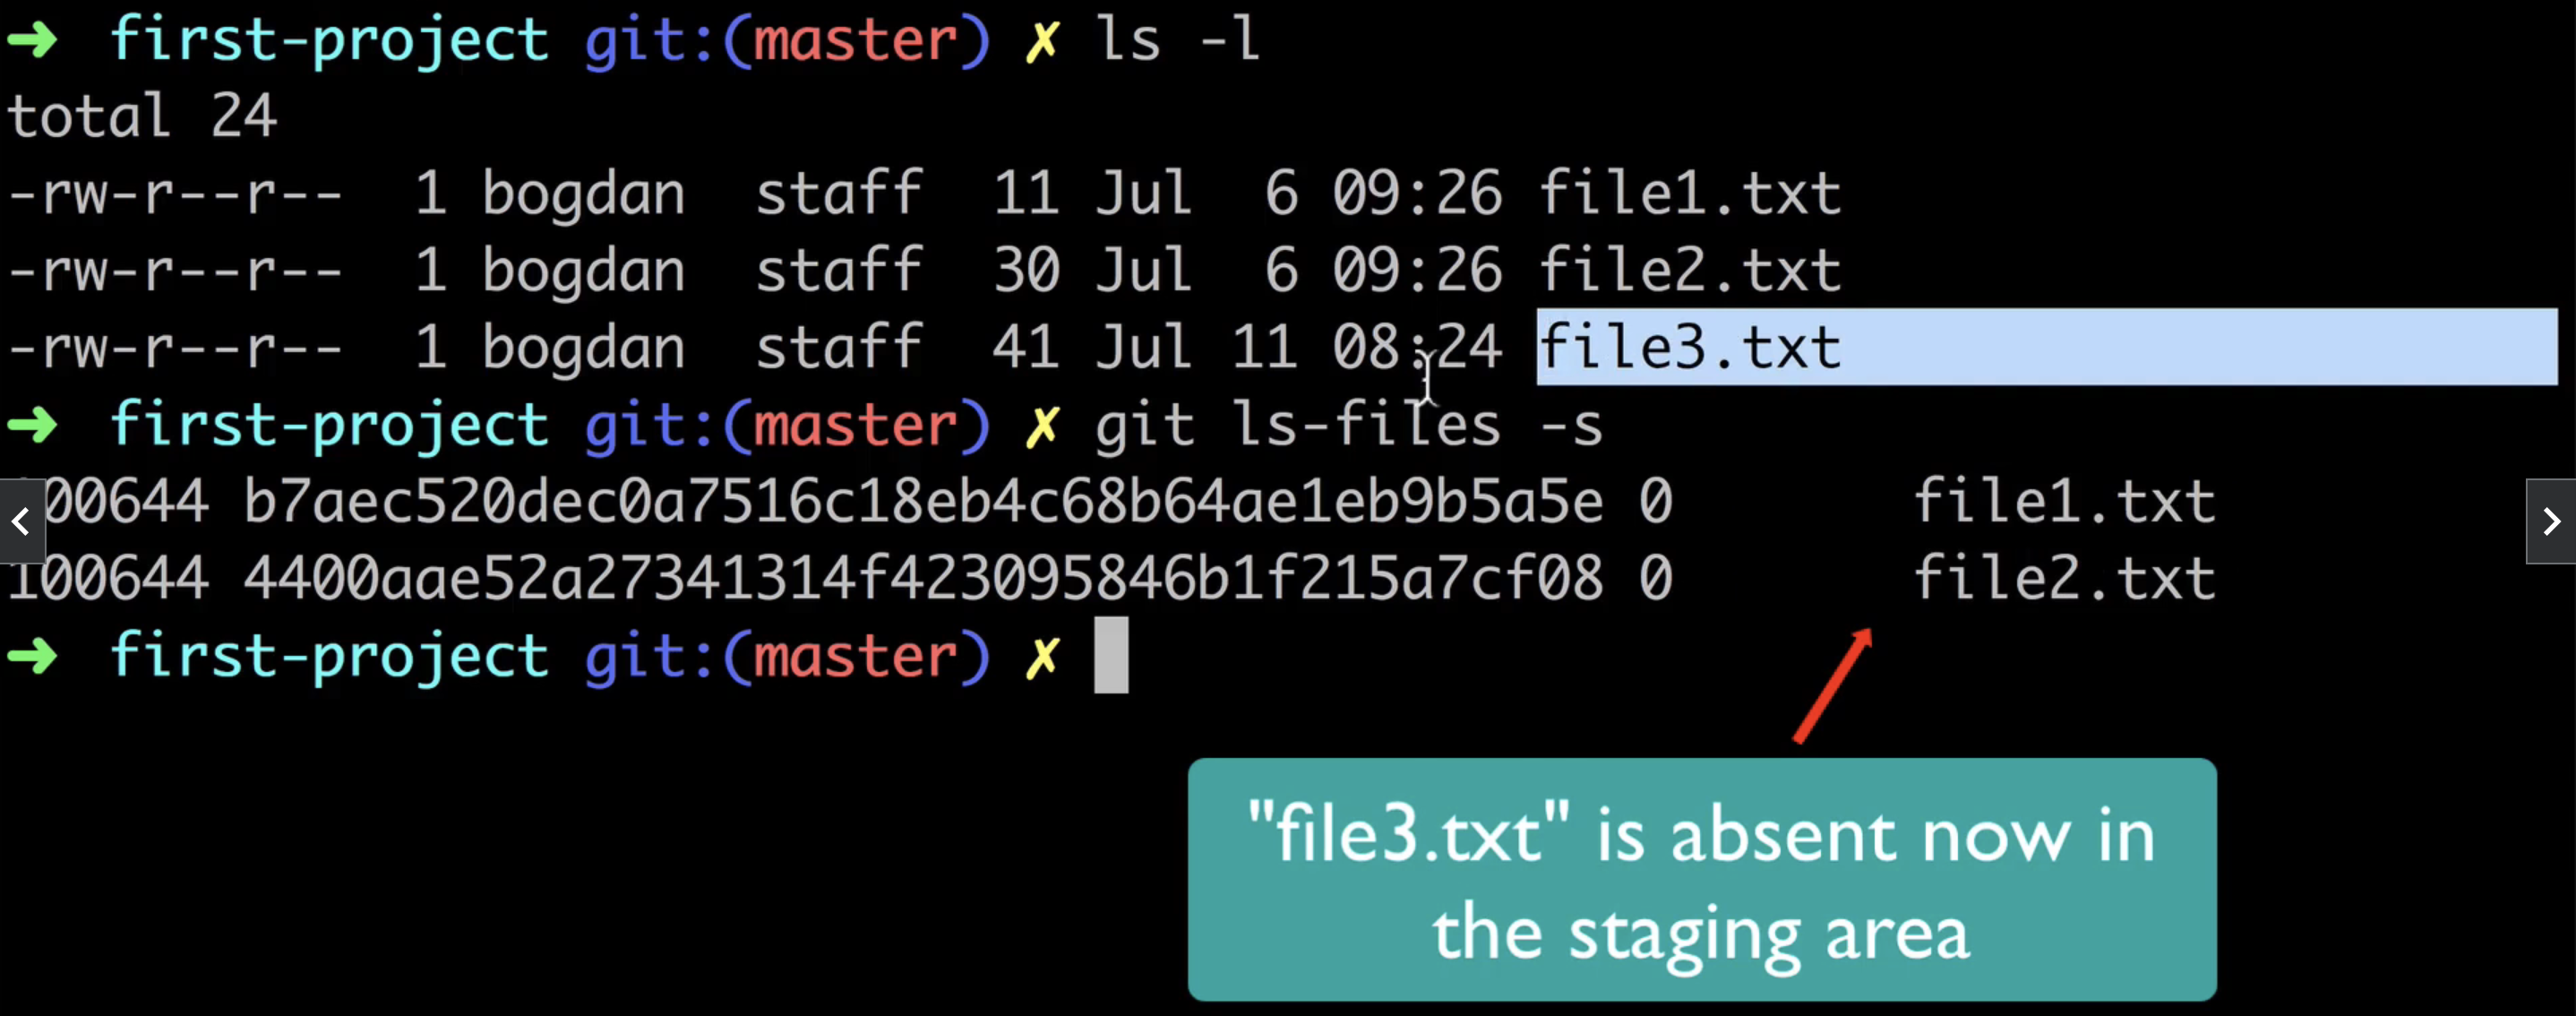 ➜ first-project git:(master) ✗ ls -l
total 24
-rw-r--r--  1 bogdan  staff  11 Jul  6 09:26 file1.txt
-rw-r--r--  1 bogdan  staff  30 Jul  6 09:26 file2.txt
-rw-r--r--  1 bogdan  staff  41 Jul 11 08:24 file3.txt
➜ first-project git:(master) ✗ git ls-files -s
100644 b7aec520dec0a7516c18eb4c68b64ae1eb9b5a5e 0       file1.txt
100644 4400aae52a27341314f423095846b1f215a7cf08 0       file2.txt
➜ first-project git:(master) ✗
"file3.txt" is absent now in
the staging area